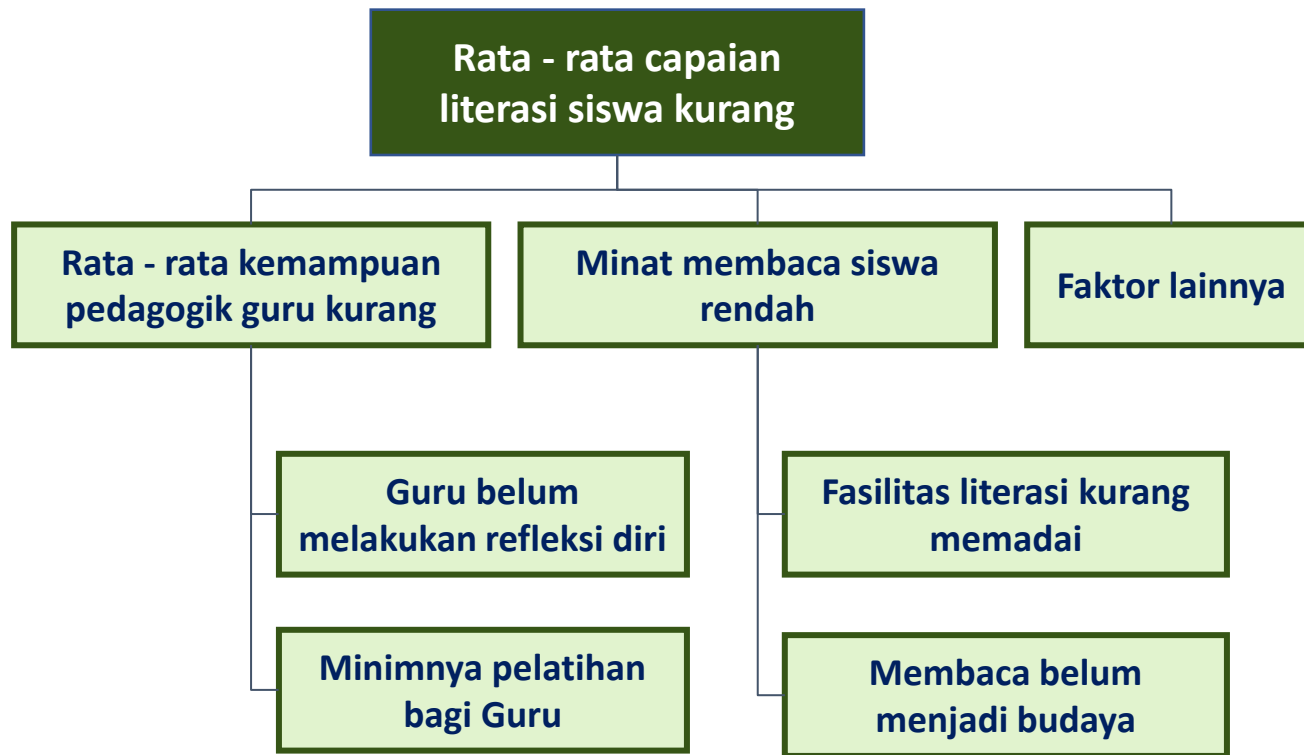 Rata - rata capaian
literasi siswa kurang
Rata - rata kemampuan
pedagogik guru kurang
Minat membaca siswa
rendah
Faktor lainnya
Guru belum
melakukan refleksi diri
Fasilitas literasi kurang
memadai
Minimnya pelatihan
bagi Guru
Membaca belum
menjadi budaya